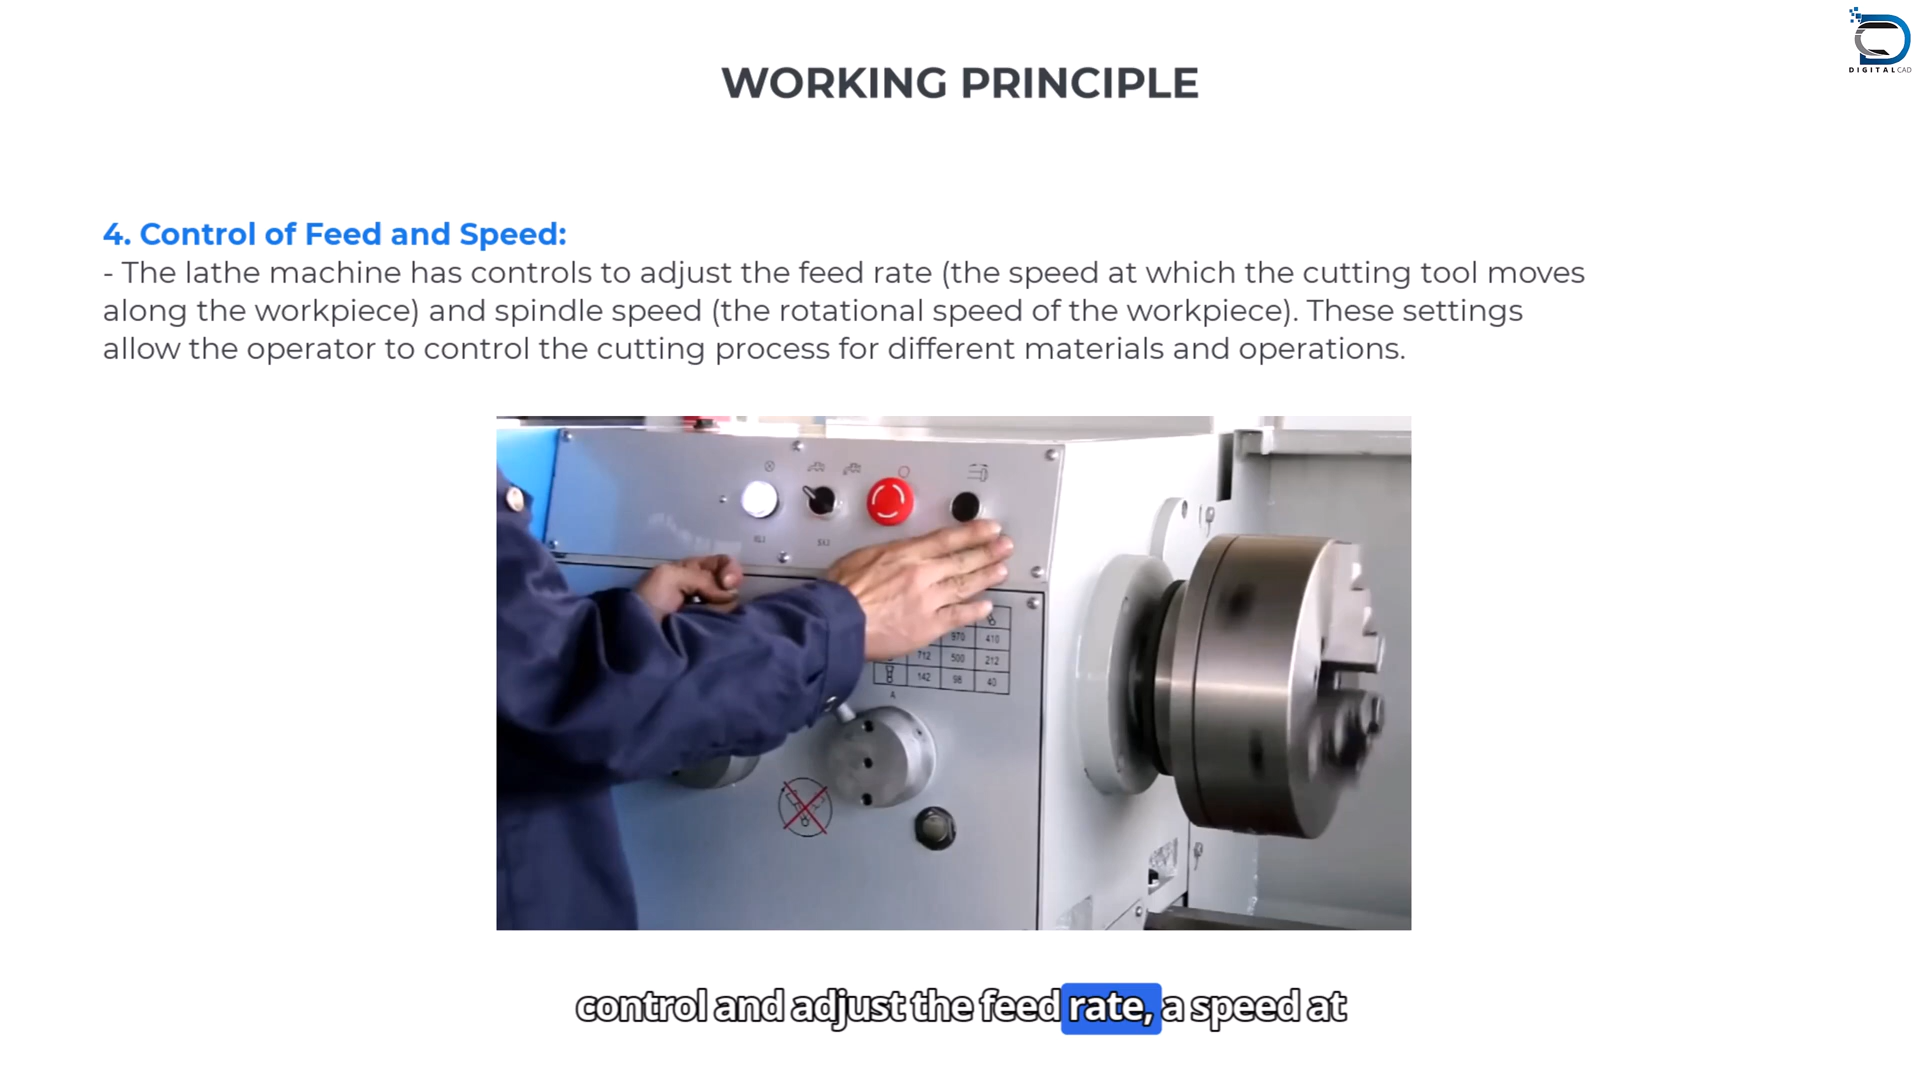 DIGITALCAD
WORKING PRINCIPLE
4. Control of Feed and Speed:
- The lathe machine has controls to adjust the feed rate (the speed at which the cutting tool moves
along the workpiece) and spindle speed (the rotational speed of the workpiece). These settings
allow the operator to control the cutting process for different materials and operations.
970 410
712 500 212
142 98 40
A
control and adjust the feed rate, a speed at